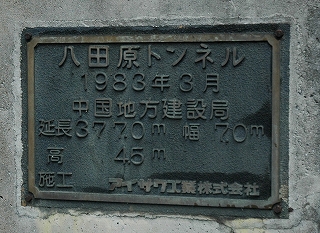 八田原トンネル
1983年3月
中国地方建設局
延長377.0m 幅7.0m
高 4.5m
施工 アイサワ工業株式会社